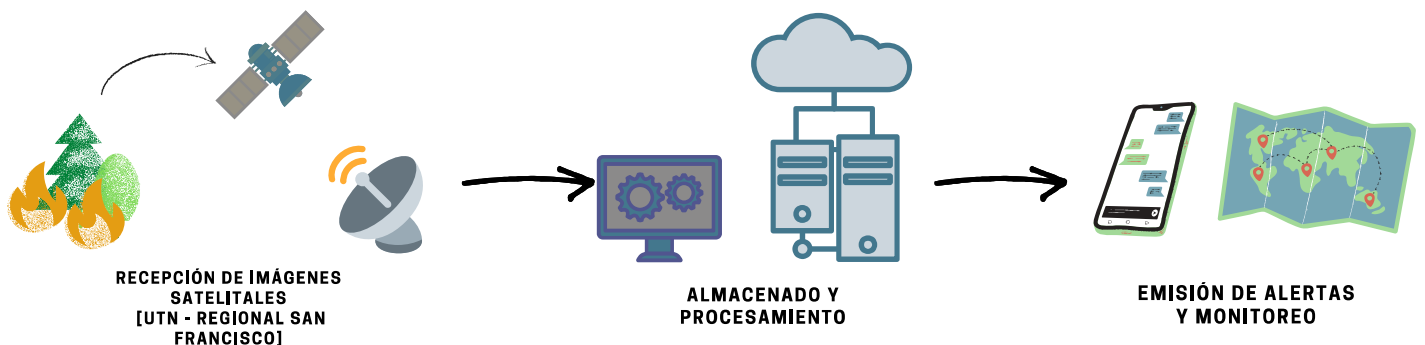 RECEPCIÓN DE IMÁGENES
SATELITALES
[UTN - REGIONAL SAN
FRANCISCO]
ALMACENADO Y
PROCESAMIENTO
EMISIÓN DE ALERTAS
Y MONITOREO